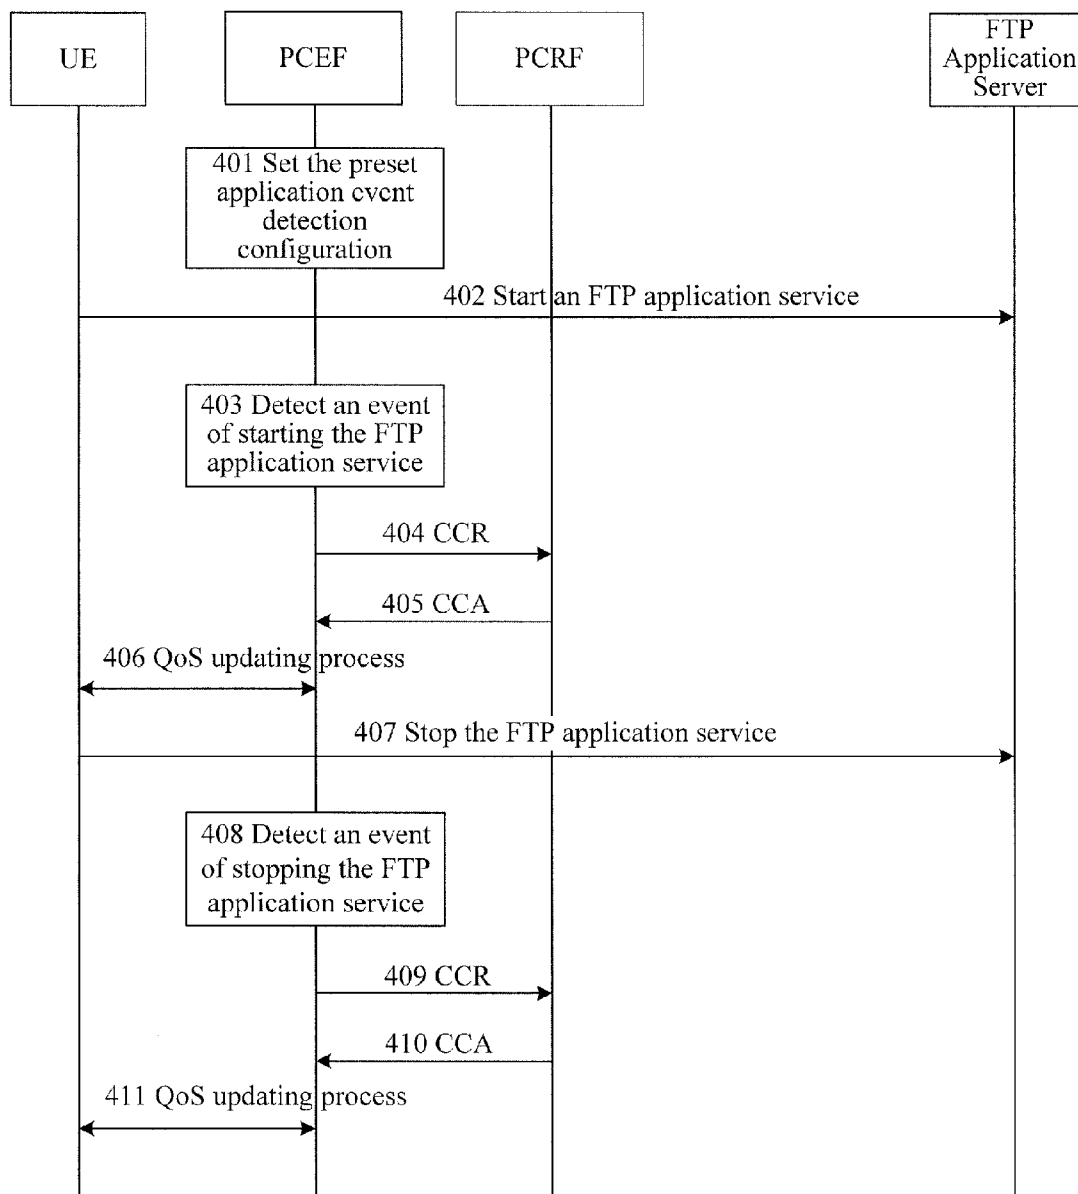 UE
PCEF
PCRF
FTP
Application
Server
401 Set the preset
application event
detection
configuration
402 Start an FTP application service
403 Detect an event
of starting the FTP
application service
404 CCR
405 CCA
406 QoS updating process
407 Stop the FTP application service
408 Detect an event
of stopping the FTP
application service
409 CCR
410 CCA
411 QoS updating process